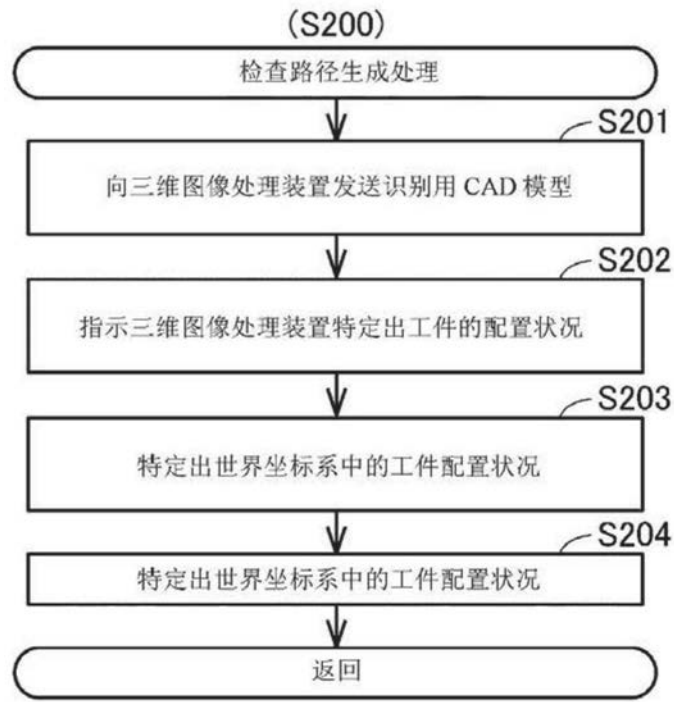 (S200)
检查路径生成处理
S201
向三维图像处理装置发送识别用 CAD 模型
S202
指示三维图像处理装置特定出工件的配置状况
S203
特定出世界坐标系中的工件配置状况
S204
特定出世界坐标系中的工件配置状况
返回